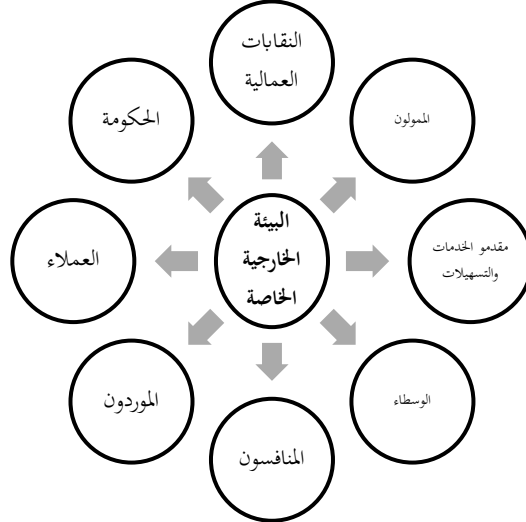 النقابات
العمالية
الممولون
الحكومة
مقدمو الخدمات
والتسهيلات
البيئة
الخارجية
الخاصة
العملاء
الوسطاء
الموردون
المنافسون